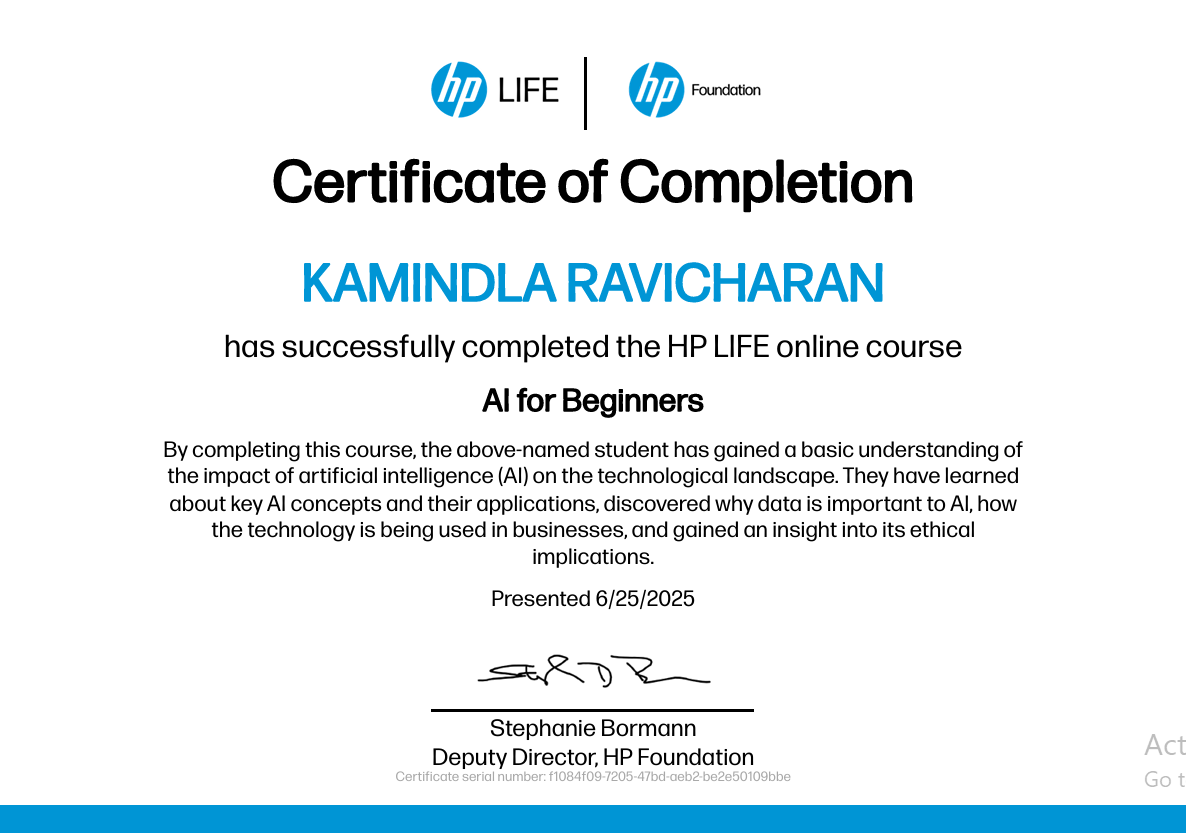 hp LIFE
hp Foundation
Certificate of Completion
KAMINDLA RAVICHARAN
has successfully completed the HP LIFE online course
AI for Beginners
By completing this course, the above-named student has gained a basic understanding of
the impact of artificial intelligence (AI) on the technological landscape. They have learned
about key AI concepts and their applications, discovered why data is important to AI, how
the technology is being used in businesses, and gained an insight into its ethical
implications.
Presented 6/25/2025
Stephanie Bormann
Deputy Director, HP Foundation
Certificate serial number: f1084f09-7205-47bd-aeb2-be2e50109bbe
Act
Go t